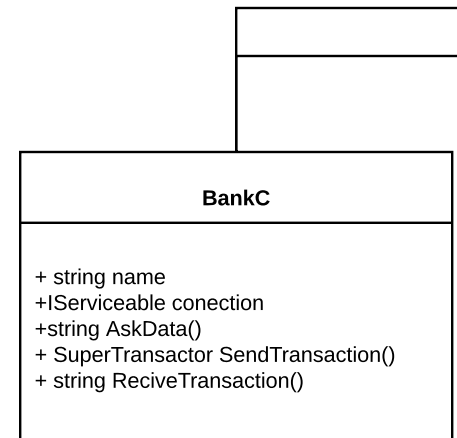 BankC
+ string name
+IServiceable conection
+string AskData()
+ SuperTransactor SendTransaction()
+ string ReciveTransaction()